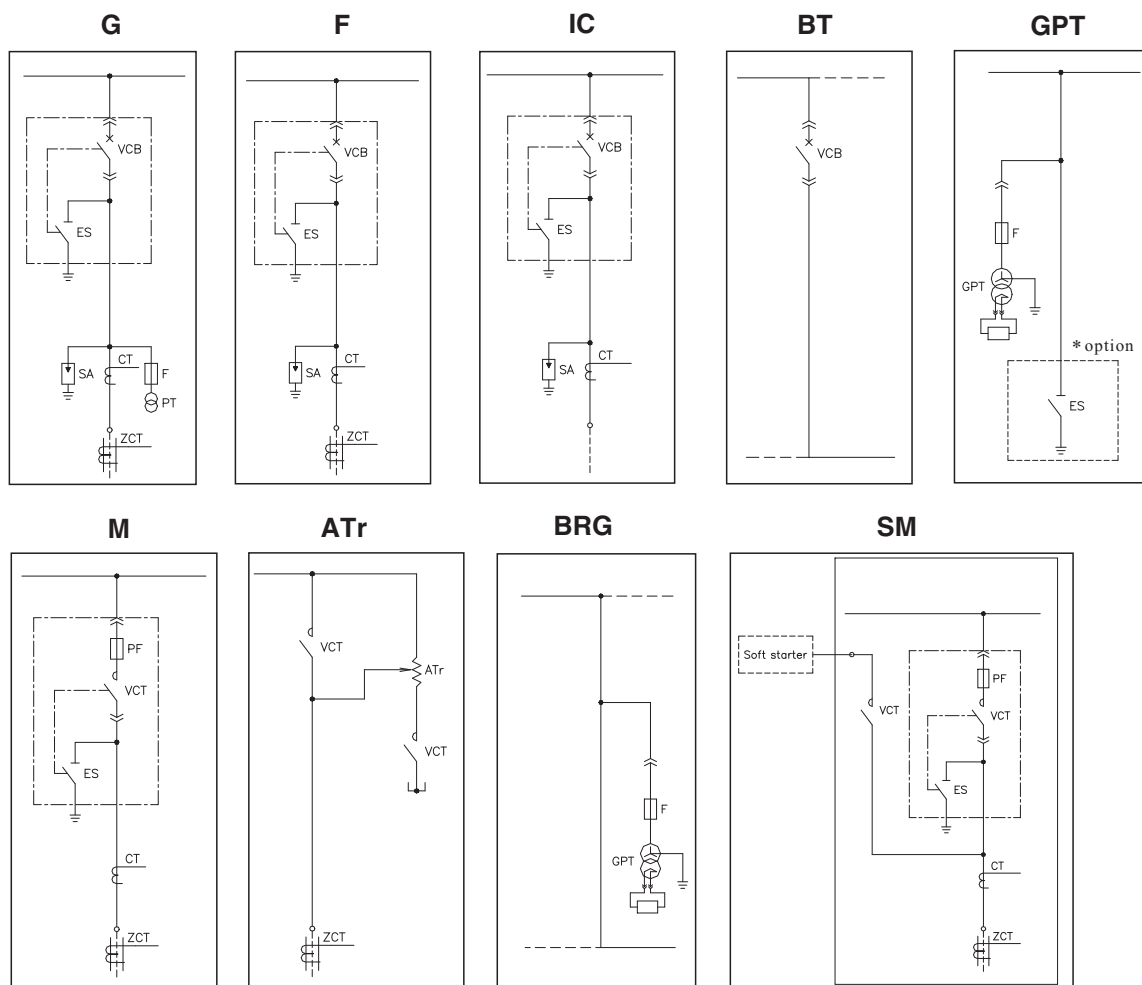 G
F
IC
BT
GPT
VCB
ES
SA
CT
F
PT
ZCT
VCB
ES
SA
CT
ZCT
VCB
ES
SA
CT
VCB
F
GPT
* option
ES
M
ATr
BRG
SM
PF
VCT
ES
CT
ZCT
VCT
ATr
VCT
ZCT
F
GPT
Soft starter
VCT
PF
VCT
ES
CT
ZCT